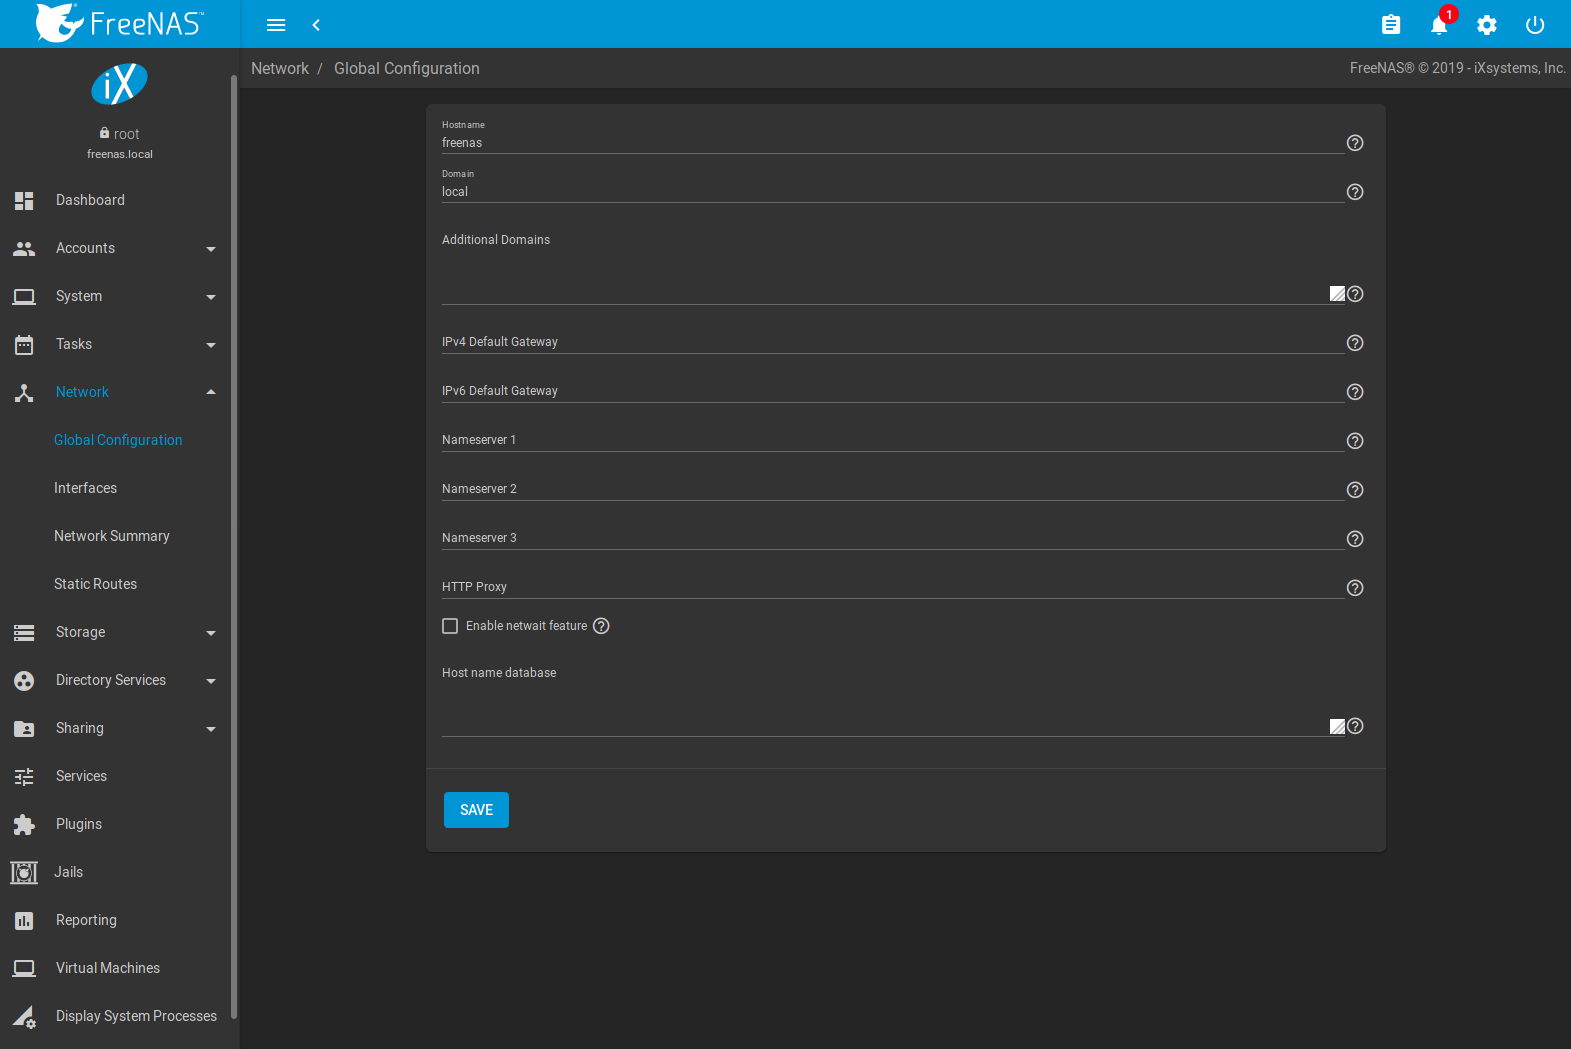 FreeNAS™
1
Network / Global Configuration
FreeNAS® © 2019 - iXsystems, Inc.
iX
root
freenas.local
Dashboard
Accounts
System
Tasks
Network
Global Configuration
Interfaces
Network Summary
Static Routes
Storage
Directory Services
Sharing
Services
Plugins
Jails
Reporting
Virtual Machines
Display System Processes
Hostname
freenas
Domain
local
Additional Domains
IPv4 Default Gateway
IPv6 Default Gateway
Nameserver 1
Nameserver 2
Nameserver 3
HTTP Proxy
Enable netwait feature
Host name database
SAVE